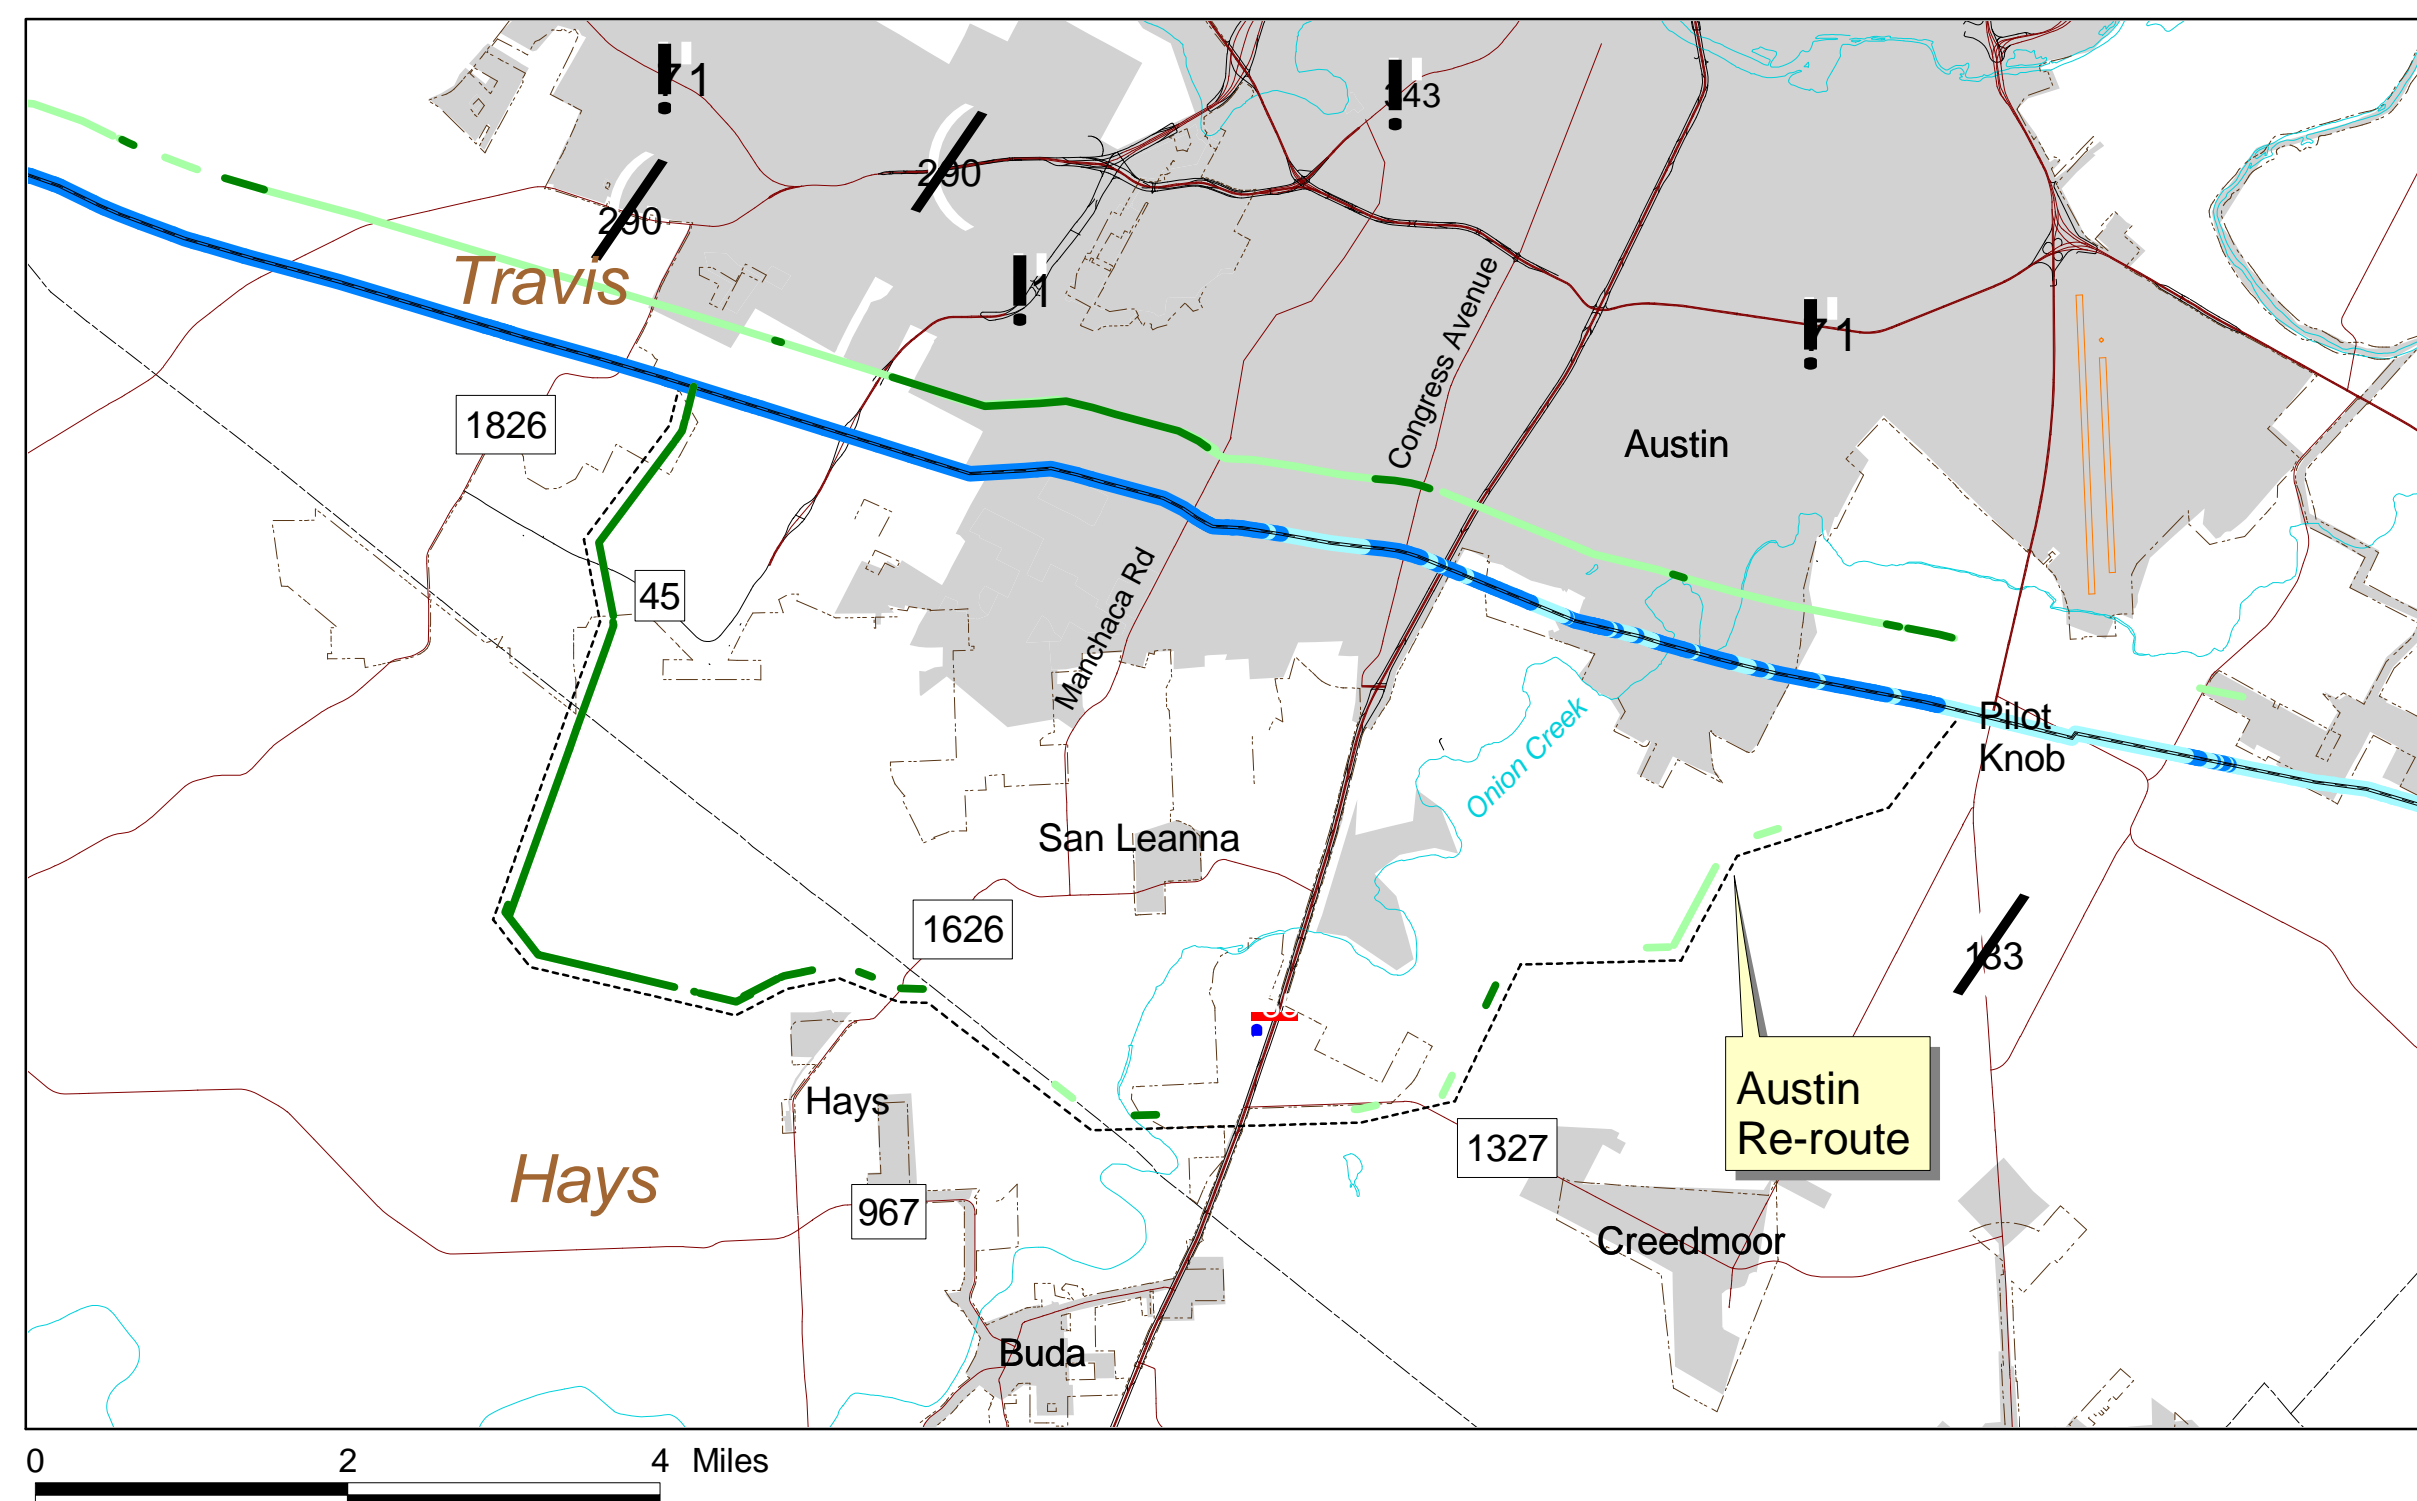 71
343
290
290
Travis
1
71
Congress Avenue
1826
Austin
45
Manchaca Rd
Pilot
Knob
Onion Creek
San Leanna
1626
183
Austin
Re-route
Hays
1327
Hays
967
Creedmoor
Buda
0 2 4 Miles